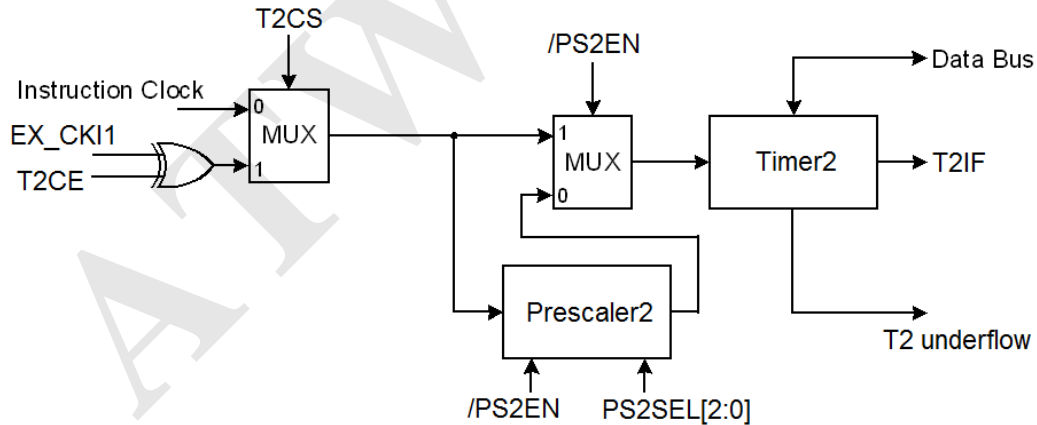 T2CS
/PS2EN
Data Bus
Instruction Clock
0
MUX
EX_CKI1
1
T2CE
1
MUX
0
Timer2
T2IF
Prescaler2
T2 underflow
/PS2EN
PS2SEL[2:0]
ATW